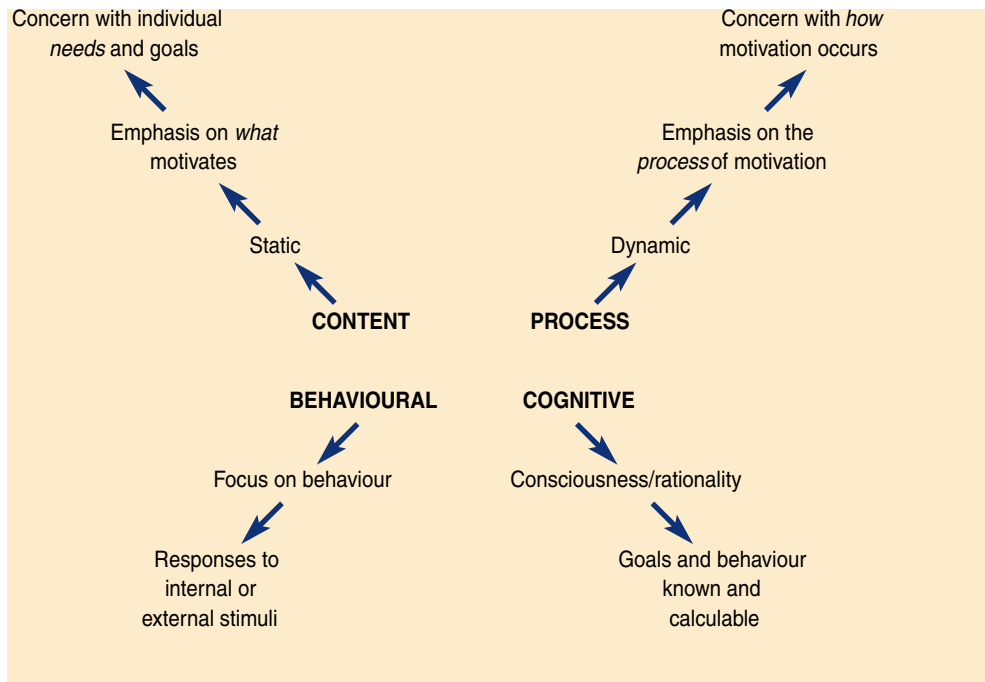 Concern with individual
needs and goals
Concern with how
motivation occurs
Emphasis on what
motivates
Emphasis on the
process of motivation
Static
Dynamic
CONTENT
PROCESS
BEHAVIOURAL
COGNITIVE
Focus on behaviour
Consciousness/rationality
Responses to
internal or
external stimuli
Goals and behaviour
known and
calculable